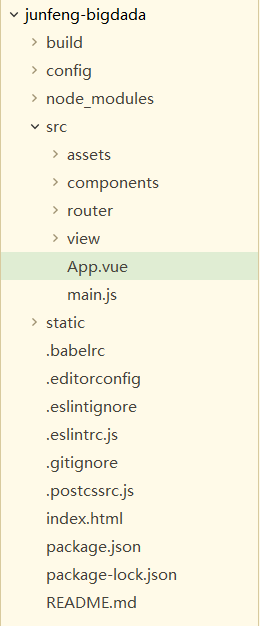 junfeng-bigdada
build
config
node_modules
src
assets
components
router
view
App.vue
main.js
static
.babelrc
.editorconfig
.eslintignore
.eslintrc.js
.gitignore
.postcssrc.js
index.html
package.json
package-lock.json
README.md